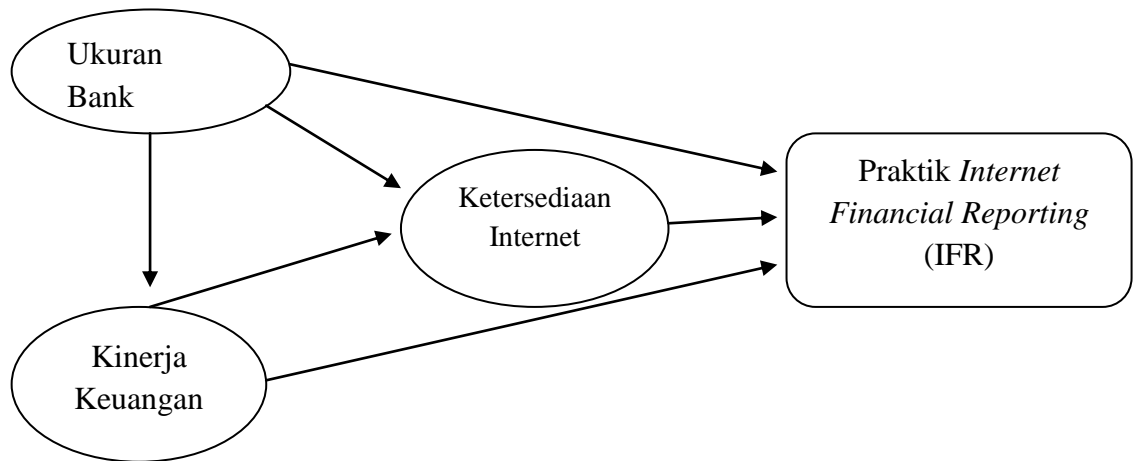 Ukuran
Bank
Ketersediaan
Internet
Praktik Internet
Financial Reporting
(IFR)
Kinerja
Keuangan